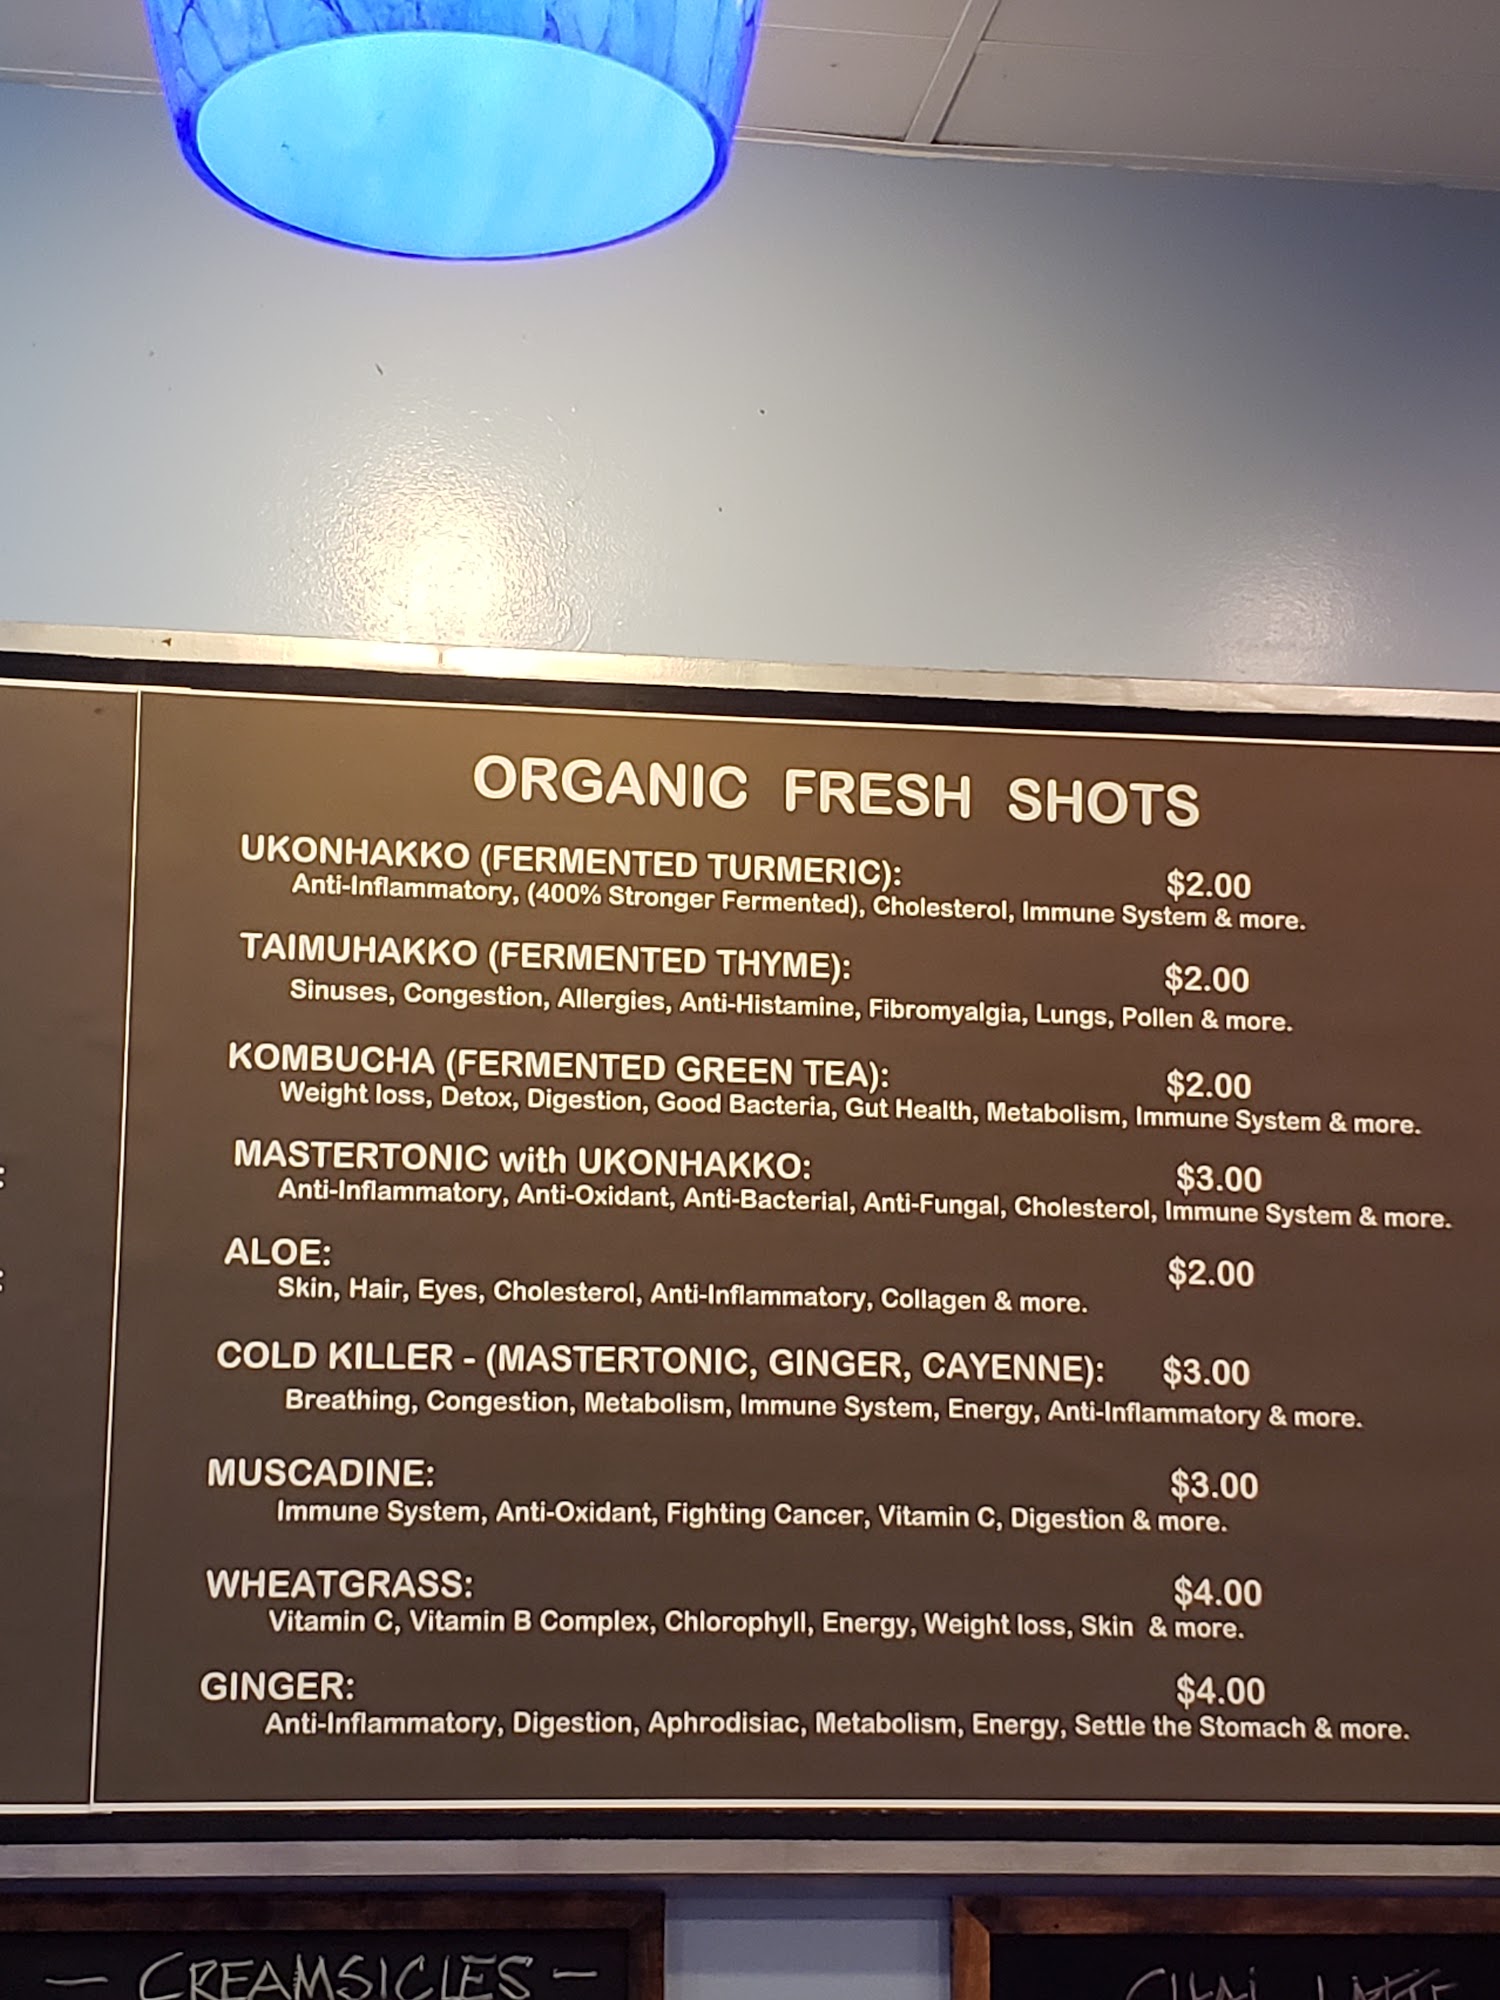 ORGANIC FRESH SHOTS
UKONHAKKO (FERMENTED TURMERIC): $2.00
Anti-Inflammatory, (400% Stronger Fermented), Cholesterol, Immune System & more.
TAIMUHAKKO (FERMENTED THYME): $2.00
Sinuses, Congestion, Allergies, Anti-Histamine, Fibromyalgia, Lungs, Pollen & more.
KOMBUCHA (FERMENTED GREEN TEA): $2.00
Weight loss, Detox, Digestion, Good Bacteria, Gut Health, Metabolism, Immune System & more.
MASTERTONIC with UKONHAKKO: $3.00
Anti-Inflammatory, Anti-Oxidant, Anti-Bacterial, Anti-Fungal, Cholesterol, Immune System & more.
ALOE: $2.00
Skin, Hair, Eyes, Cholesterol, Anti-Inflammatory, Collagen & more.
COLD KILLER - (MASTERTONIC, GINGER, CAYENNE): $3.00
Breathing, Congestion, Metabolism, Immune System, Energy, Anti-Inflammatory & more.
MUSCADINE: $3.00
Immune System, Anti-Oxidant, Fighting Cancer, Vitamin C, Digestion & more.
WHEATGRASS: $4.00
Vitamin C, Vitamin B Complex, Chlorophyll, Energy, Weight loss, Skin & more.
GINGER: $4.00
Anti-Inflammatory, Digestion, Aphrodisiac, Metabolism, Energy, Settle the Stomach & more.
- CREAMSICLES -